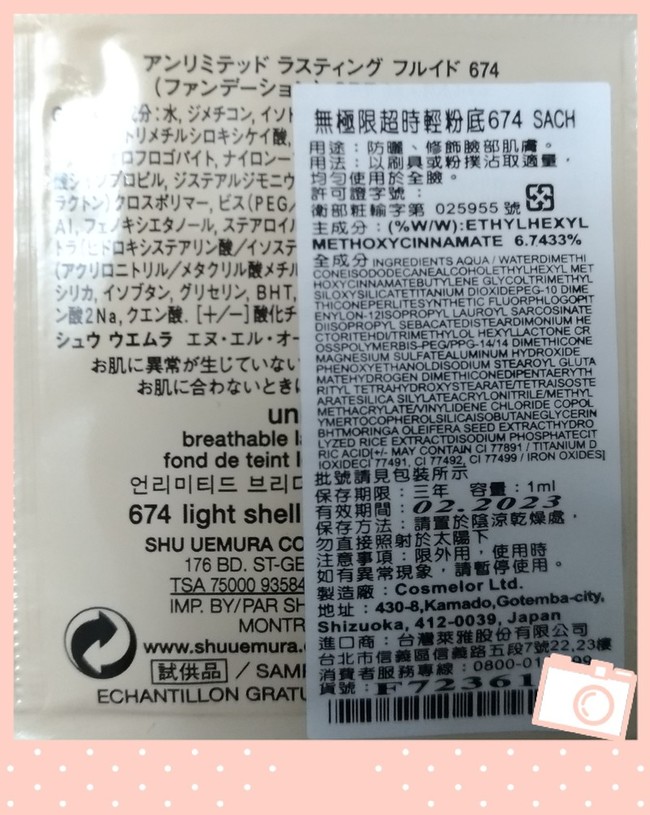 アンリミテッド ラスティング フルイド 674
(ファンデーション)
分:水, ジメチコン, イソ
トリメチルシロキシケイ酸,
ロフロゴパイト, ナイロンー
プロピル, ジステアルジモニウ
ラクトン)クロスポリマー, ビス(PEG/
Al, フェノキシエタノール, ステアロイル
ヒドロキシステアリン酸/イソステ
(アクリロニトリル/メタクリル酸メチル
シリカ, イソブタン, グリセリン, BHT,
ン酸2Na, クエン酸. [+/-]酸化チ
シュウ ウエムラ エヌ・エル・オー
お肌に異常が生じていない
お肌に合わないときに
un
breathable la
fond de teint l
언리미티드 브리
674 light shell
SHU UEMURA CO
176 BD. ST-GE
TSA 75000 93584
IMP. BY/PAR SH
MONTR
www.shuuemura.
試供品 / SAM
ECHANTILLON GRATU
無極限超時輕粉底674 SACH
用途：防曬、修飾臉部肌膚。
用法：以刷具或粉撲沾取適量，
均勻使用於全臉。
許可證字號：
衛部粧輸字第 025955 號
主成分：(%W/W):ETHYLHEXYL
METHOXYCINNAMATE 6.7433%
全成分 INGREDIENTS AQUA / WATERDIMETHI
CONEISODODECANEALCOHOLETHYLHEXYL MET
HOXYCINNAMATEBUTYLENE GLYCOLTRIMETHYL
SILOXYSILICATETITANIUM DIOXIDEPEG-10 DIME
THICONEPERLITESYNTHETIC FLUORPHLOGOPIT
ENYLON-12ISOPROPYL LAUROYL SARCOSINATE
DIISOPROPYL SEBACATEDISTEARDIMONIUM HE
CTORITEHDI/TRIMETHYLOL HEXYLLACTONE CR
OSSPOLYMERBIS-PEG/PPG-14/14 DIMETHICONE
MAGNESIUM SULFATEALUMINUM HYDROXIDE
PHENOXYETHANOLDISODIUM STEAROYL GLUTA
MATEHYDROGEN DIMETHICONEDIPENTAERYTH
RITYL TETRAHYDROXYSTEARATE/TETRAISOSTE
ARATESILICA SILYLATEACRYLONITRILE/METHYL
METHACRYLATE/VINYLIDENE CHLORIDE COPOL
YMERTOCOPHEROLSILICAISOBUTANEGLYCERIN
BHTMORINGA OLEIFERA SEED EXTRACTHYDRO
LYZED RICE EXTRACTDISODIUM PHOSPHATECIT
RIC ACID[+/- MAY CONTAIN CI 77891 / TITANIUM D
IOXIDECI 77491, CI 77492, CI 77499 / IRON OXIDES]
批號請見包裝所示
保存期限：三年 容量：1ml
有效期間：02.2023
保存方法：請置於陰涼乾燥處，
勿直接照射於太陽下
注意事項：限外用，使用時
如有異常現象，請暫停使用。
製造廠：Cosmelor Ltd.
地址：430-8,Kamado,Gotemba-city,
Shizuoka, 412-0039, Japan
進口商：台灣萊雅股份有限公司
台北市信義區信義路五段7號22,23樓
消費者服務專線：0800-01
貨號：F72361